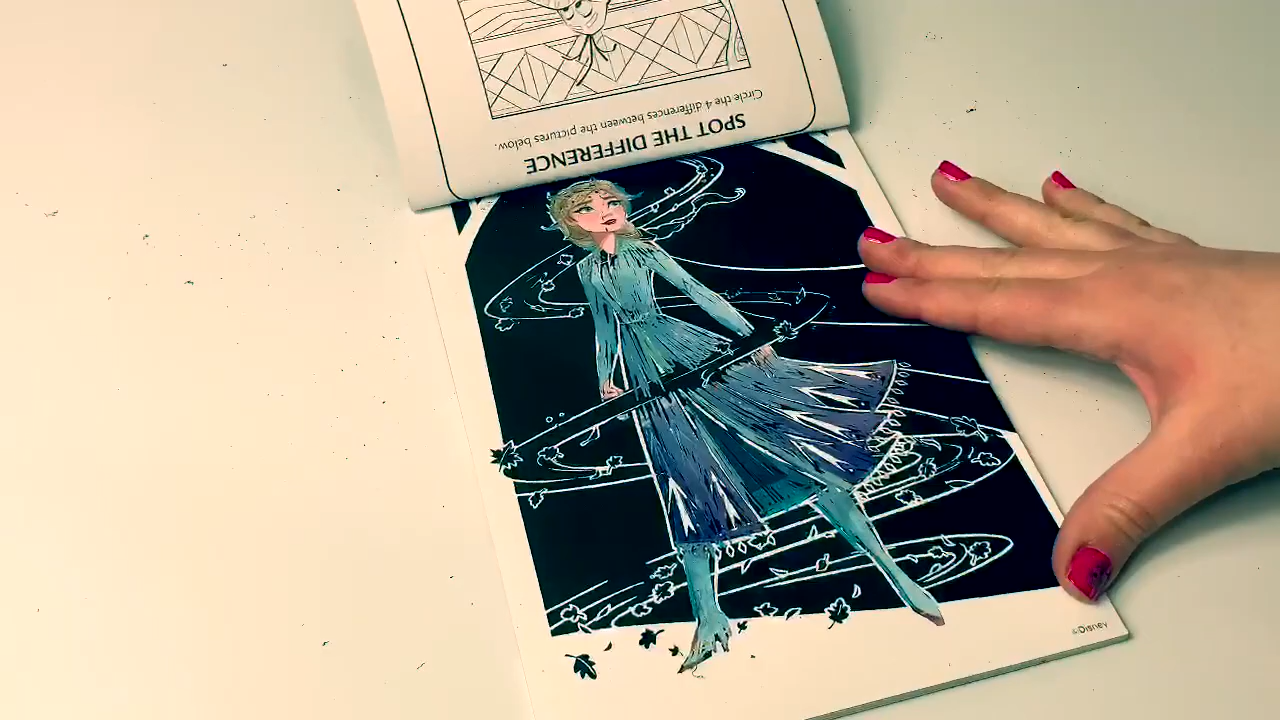 SPOT THE DIFFERENCE
Circle the 4 differences between the pictures below.
©Disney